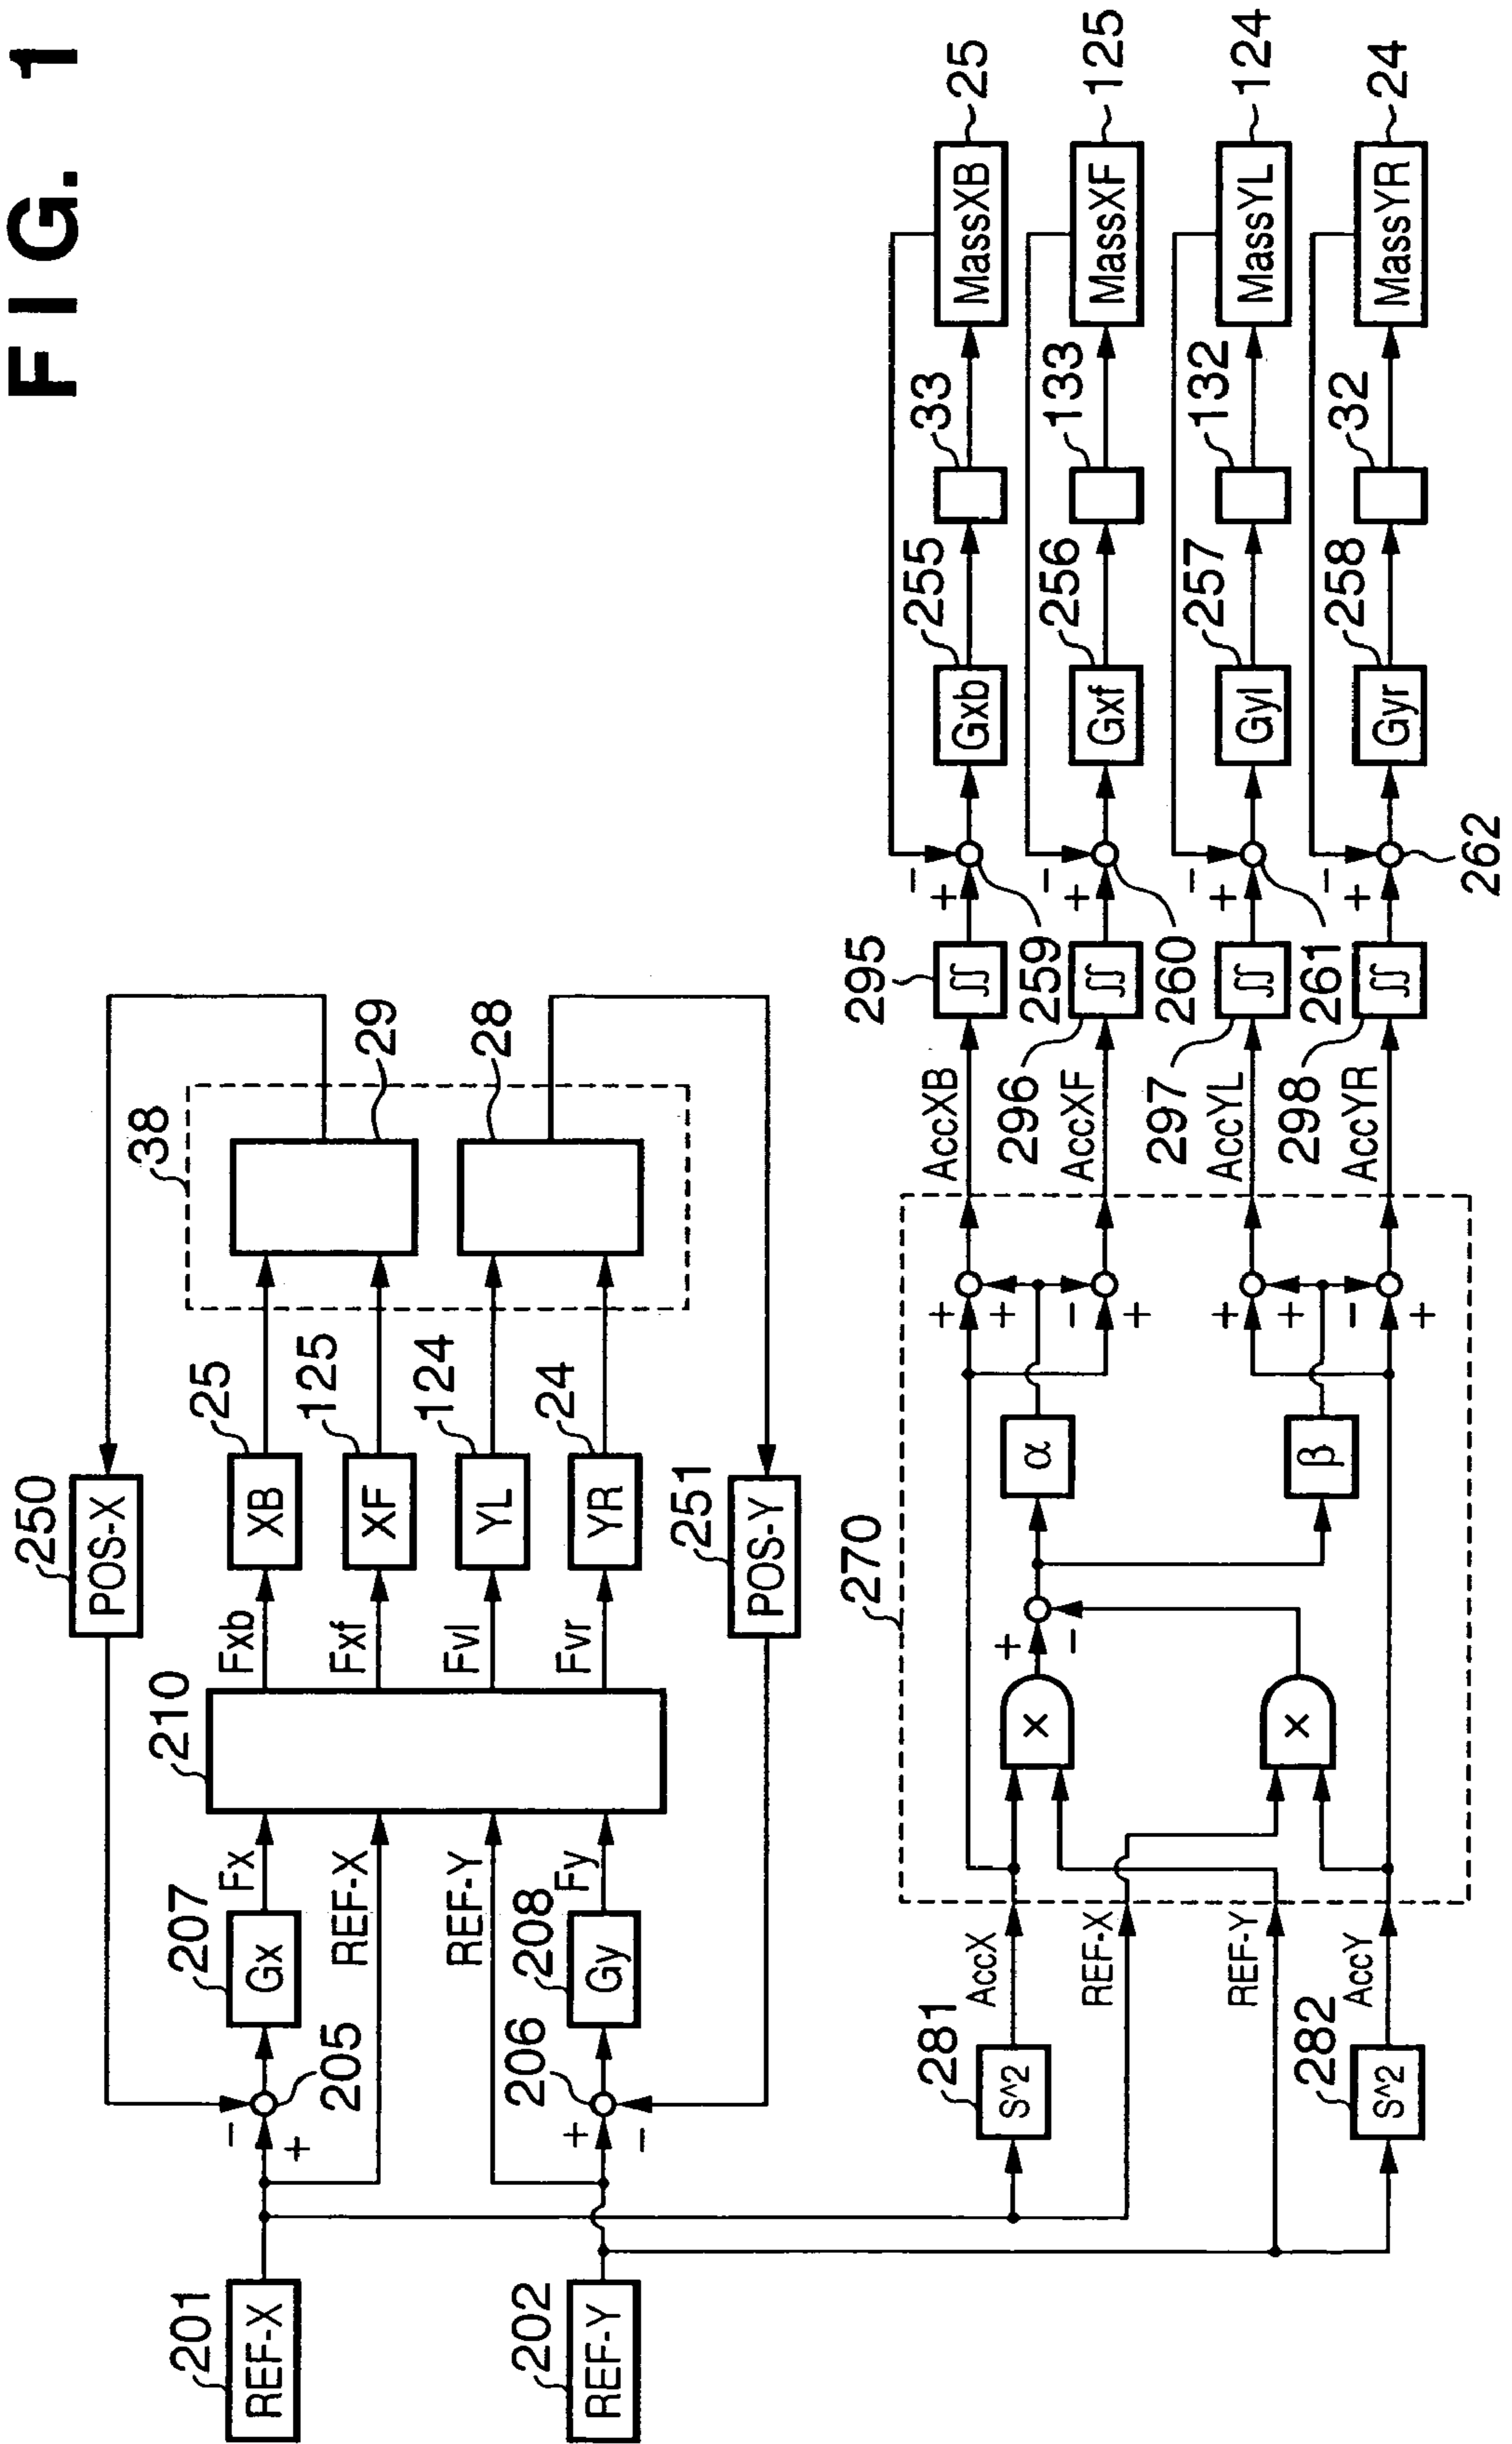 FIG. 1
250
POS-X
38
201
REF-X
205
-
+
207
Gx
Fx
REF-X
210
Fxb
Fxf
XB
25
XF
125
29
202
REF-Y
206
+
-
208
Gy
Fy
REF-Y
Fyl
Fyr
YL
124
YR
24
28
251
POS-Y
281
S^2
AccX
REF-X
REF-Y
282
S^2
AccY
270
×
×
+
-
α
β
+
+
-
+
+
+
-
+
AccXB
295
∫∫
-
+
259
255
Gxb
33
MassXB
25
AccXF
296
∫∫
-
+
260
256
Gxf
133
MassXF
125
AccYL
297
∫∫
-
+
261
257
Gyl
132
MassYL
124
AccYR
298
∫∫
-
+
262
258
Gyr
32
MassYR
24